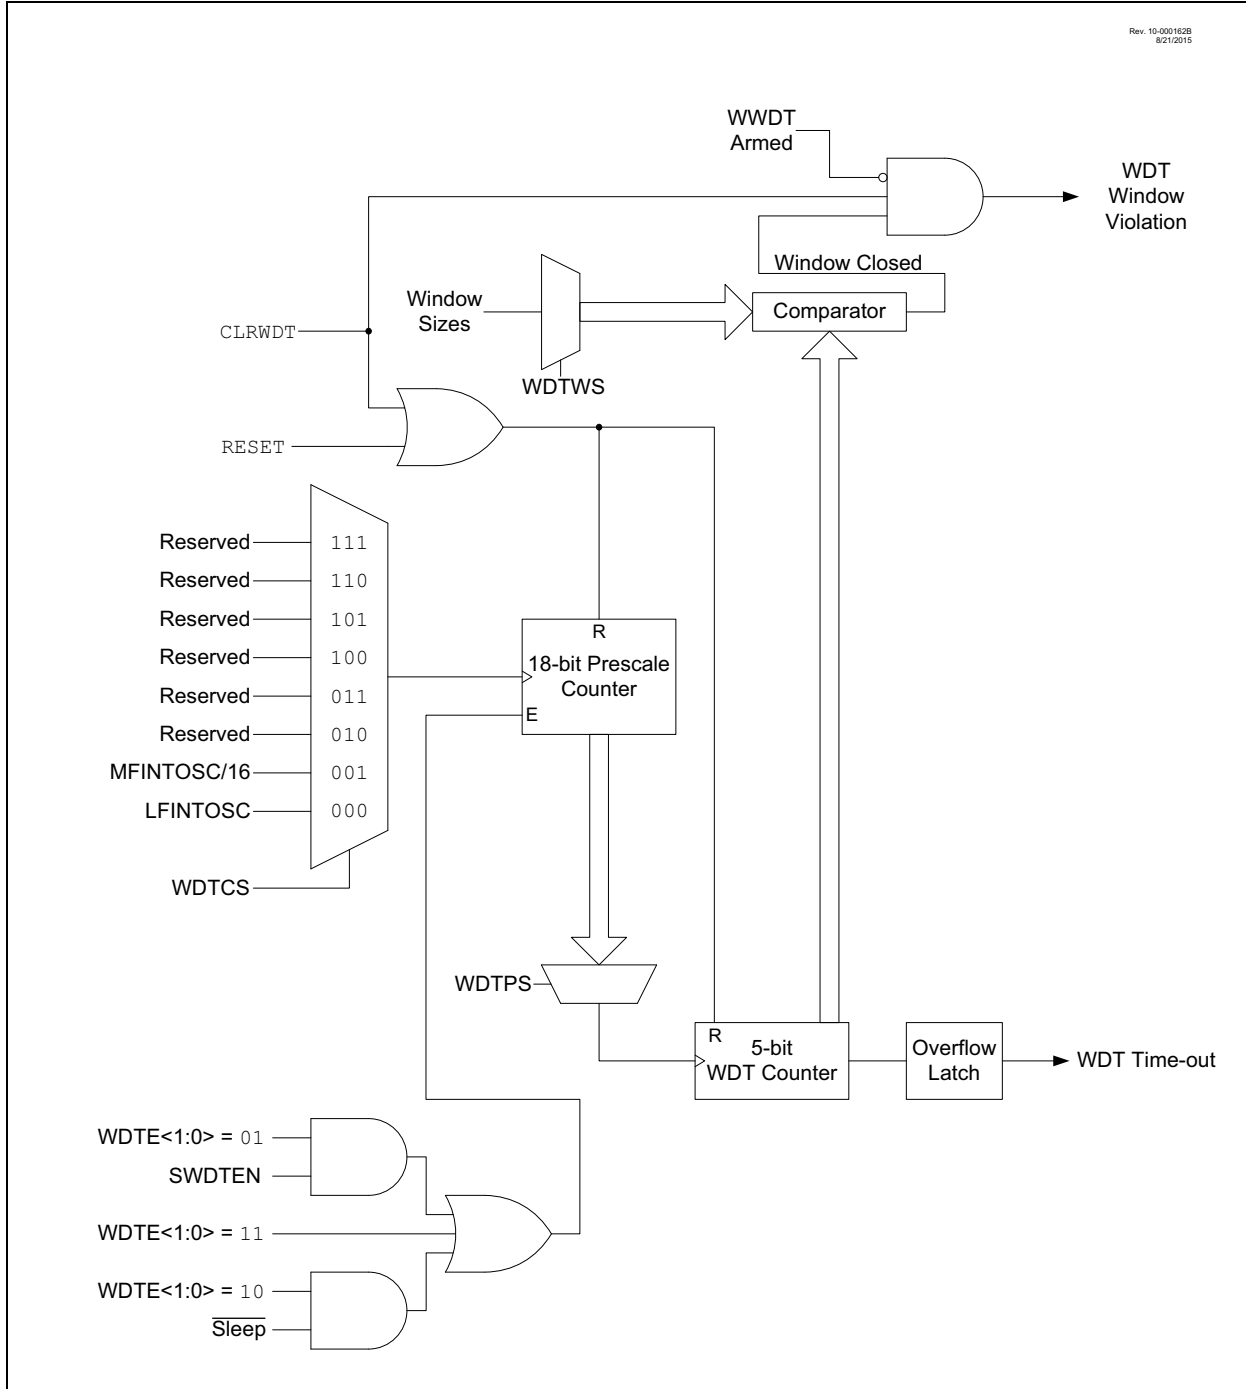 Rev. 10-000162B
8/21/2015
WWDT
Armed
WDT
Window
Violation
Window Closed
Window
Sizes
Comparator
CLRWDT
WDTWS
RESET
Reserved 111
Reserved 110
Reserved 101
Reserved 100
Reserved 011
Reserved 010
MFINTOSC/16 001
LFINTOSC 000
WDTCS
R
18-bit Prescale
Counter
E
WDTPS
R
5-bit
WDT Counter
Overflow
Latch
WDT Time-out
WDTE<1:0> = 01
SWDTEN
WDTE<1:0> = 11
WDTE<1:0> = 10
Sleep